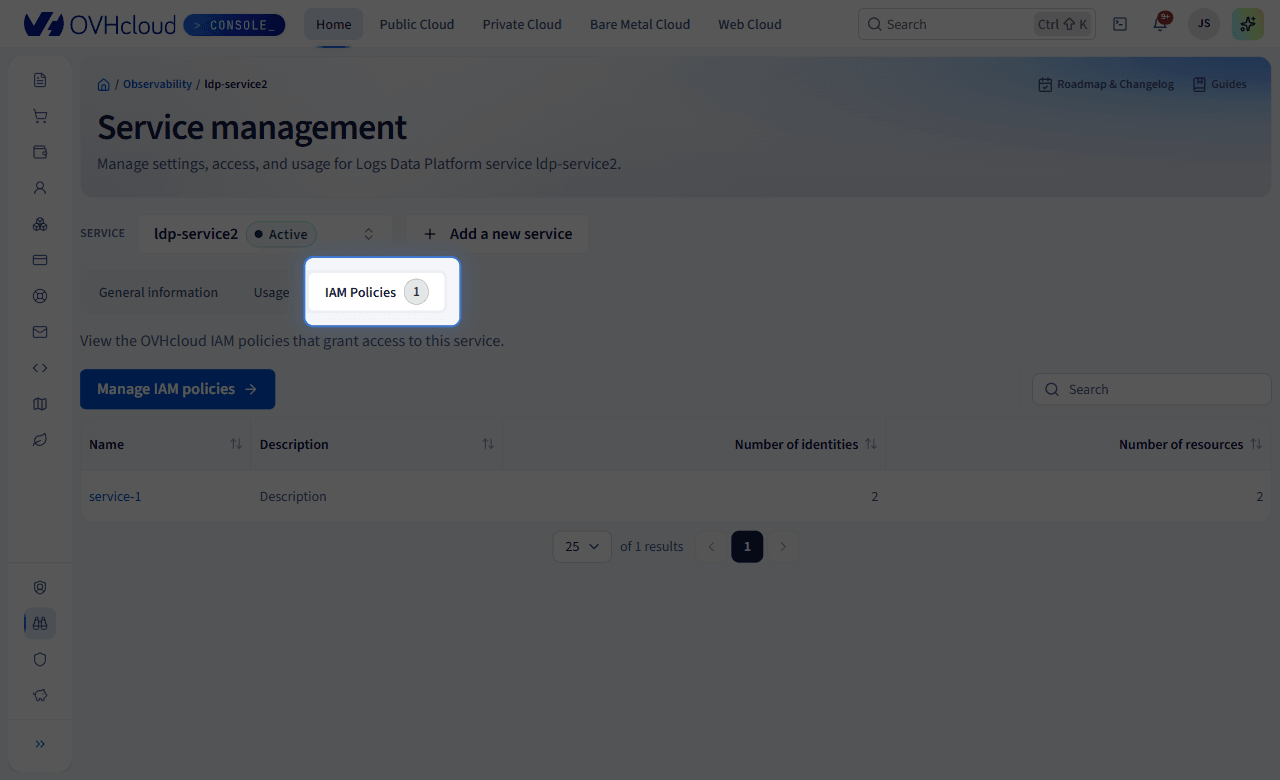 OVHcloud > CONSOLE_ Home Public Cloud Private Cloud Bare Metal Cloud Web Cloud Search Ctrl K 9+ JS
/ Observability / ldp-service2 Roadmap & Changelog Guides
Service management
Manage settings, access, and usage for Logs Data Platform service ldp-service2.
SERVICE ldp-service2 Active + Add a new service
General information Usage IAM Policies 1
View the OVHcloud IAM policies that grant access to this service.
Manage IAM policies Search
Name Description Number of identities Number of resources
service-1 Description 2 2
25 of 1 results 1